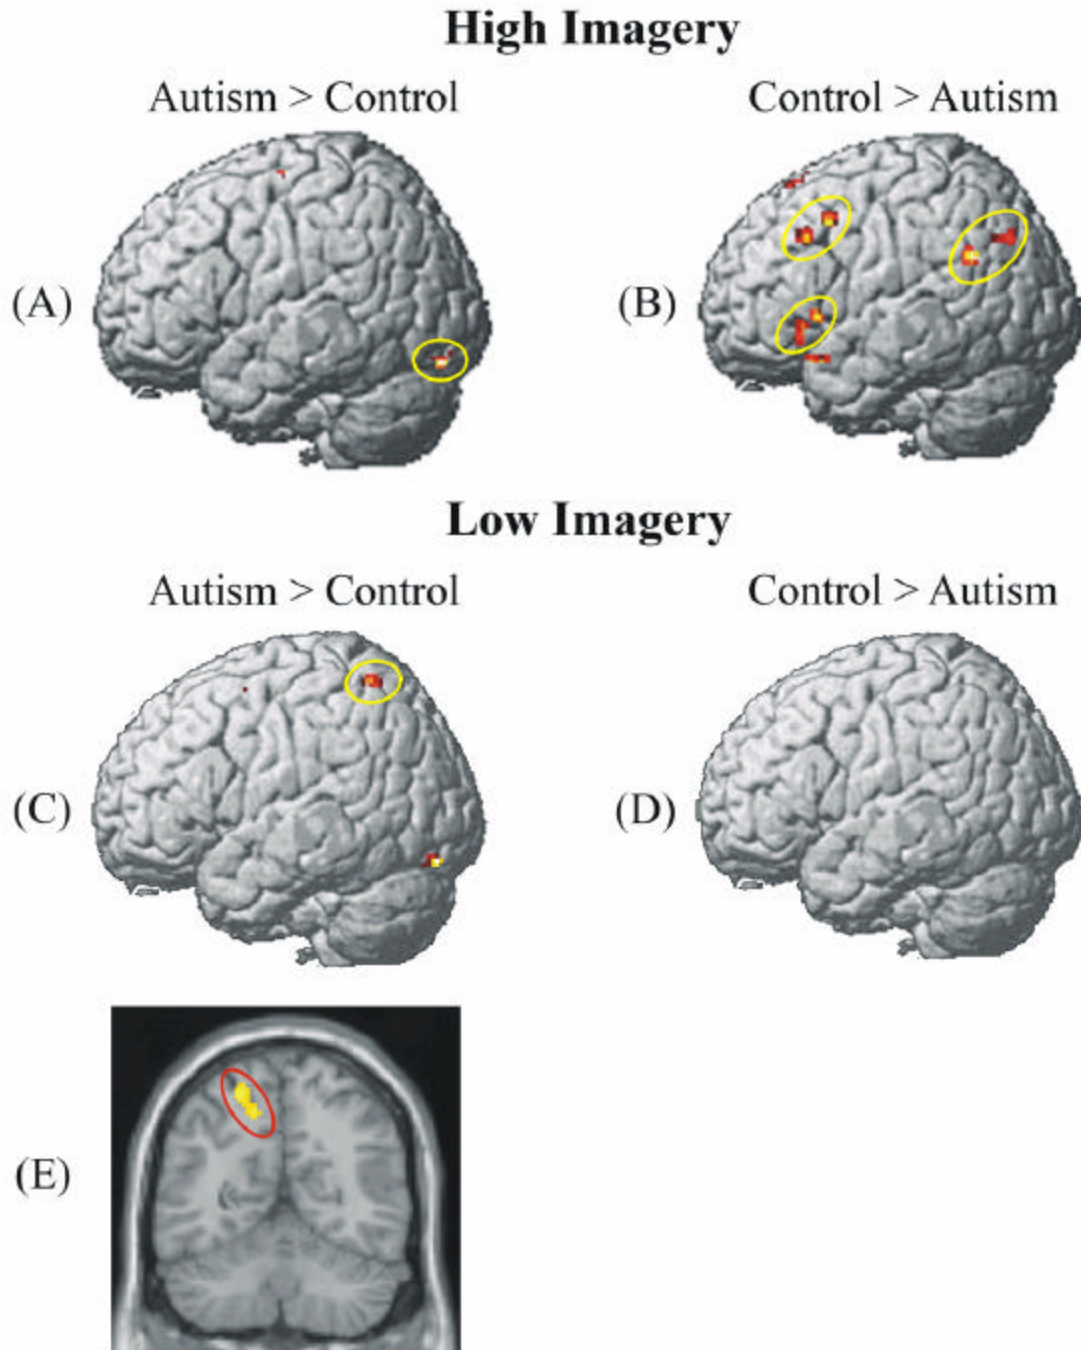 High Imagery
Autism > Control
Control > Autism
(A)
(B)
Low Imagery
Autism > Control
Control > Autism
(C)
(D)
(E)